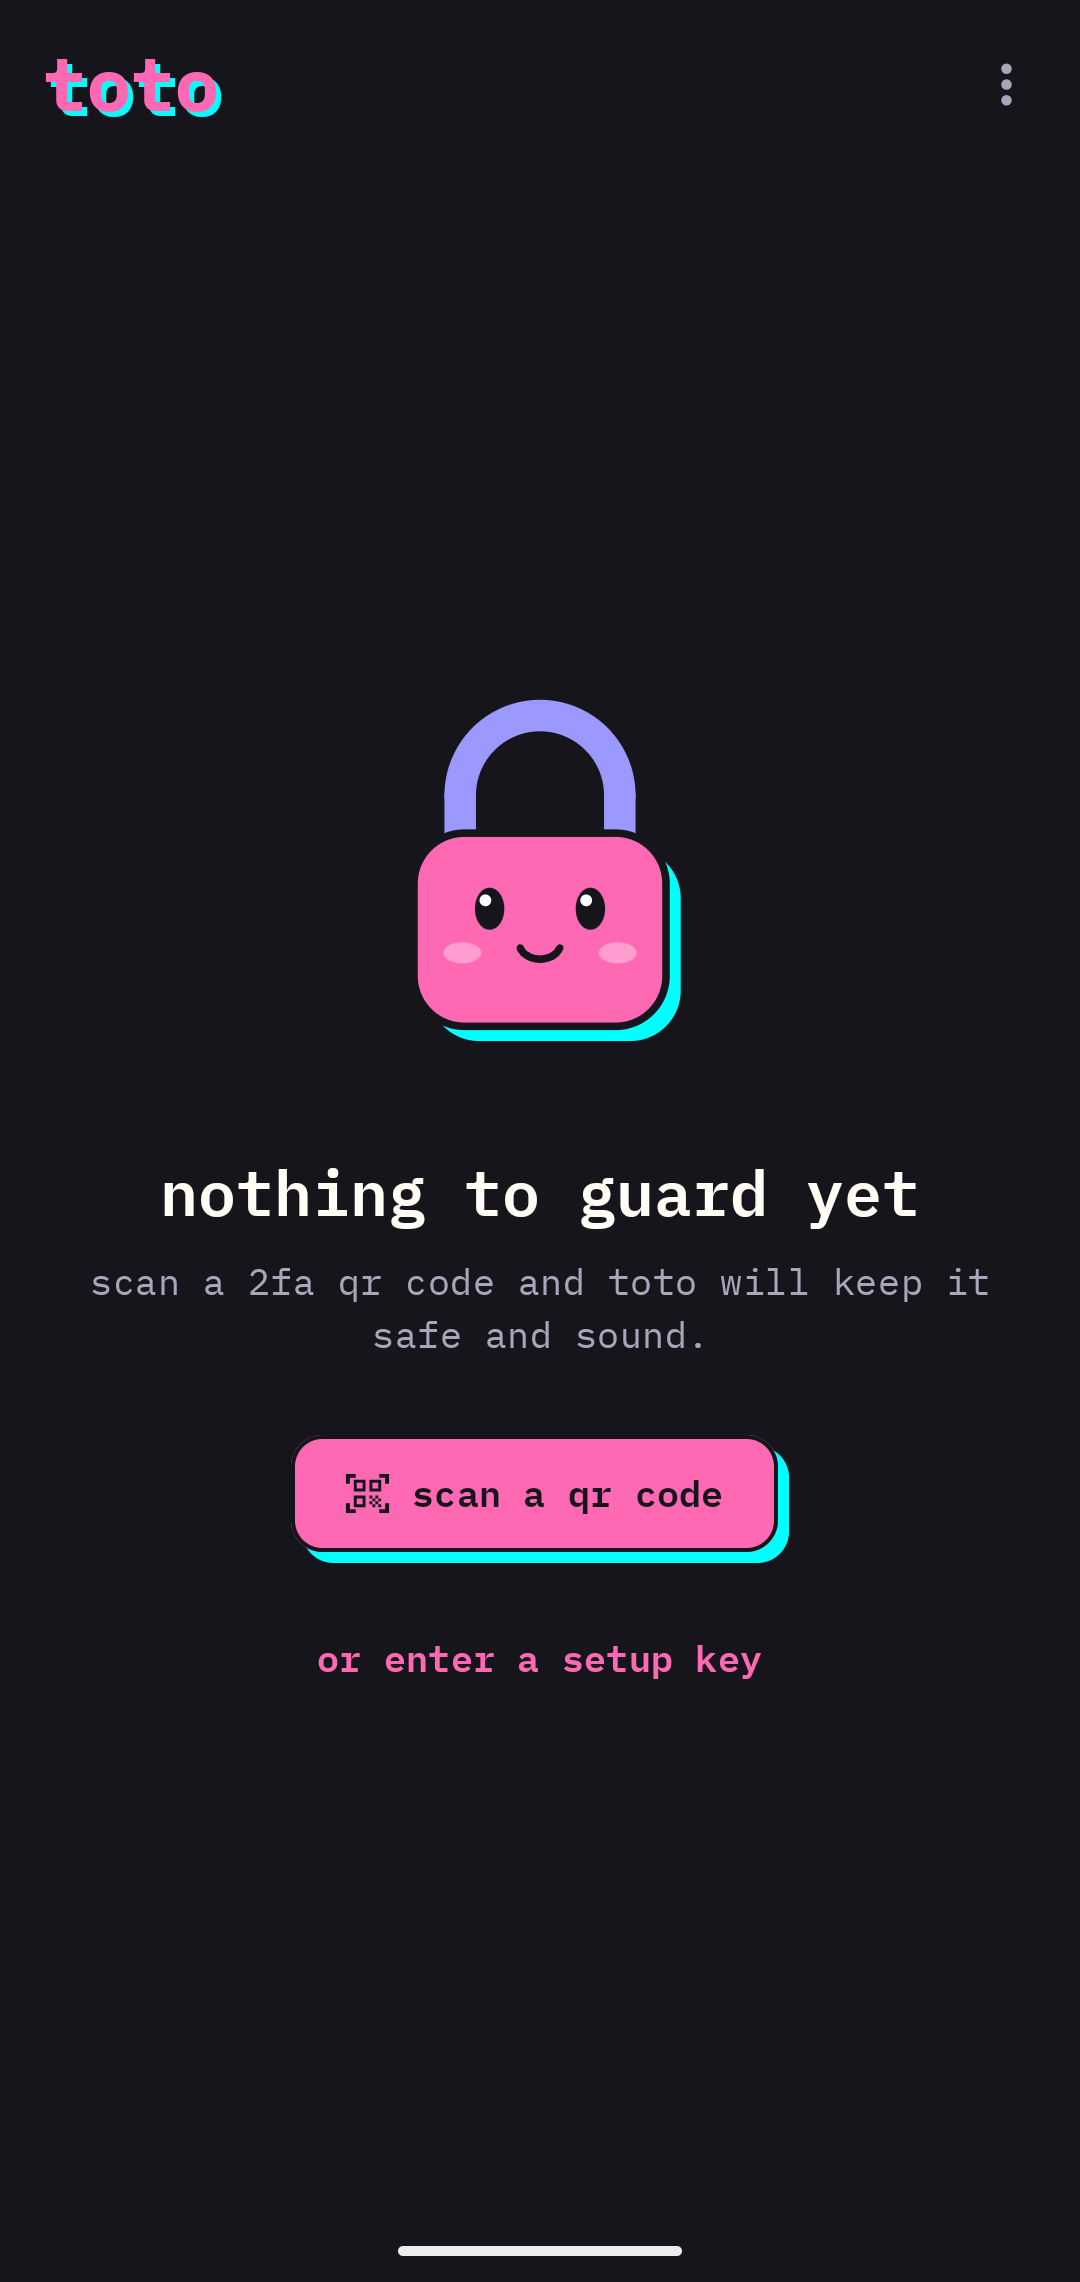 toto
nothing to guard yet
scan a 2fa qr code and toto will keep it
safe and sound.
scan a qr code
or enter a setup key